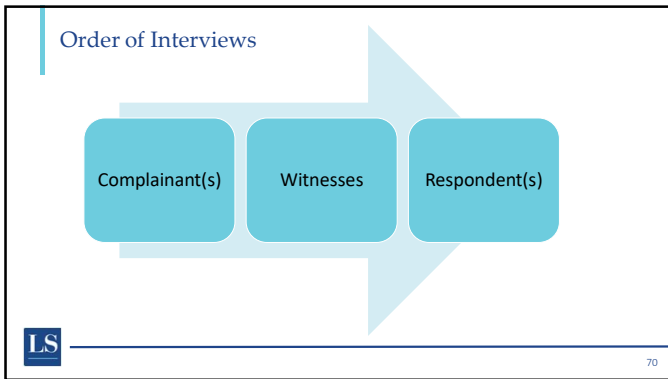 Order of Interviews
Complainant(s)
Witnesses
Respondent(s)
LS
70